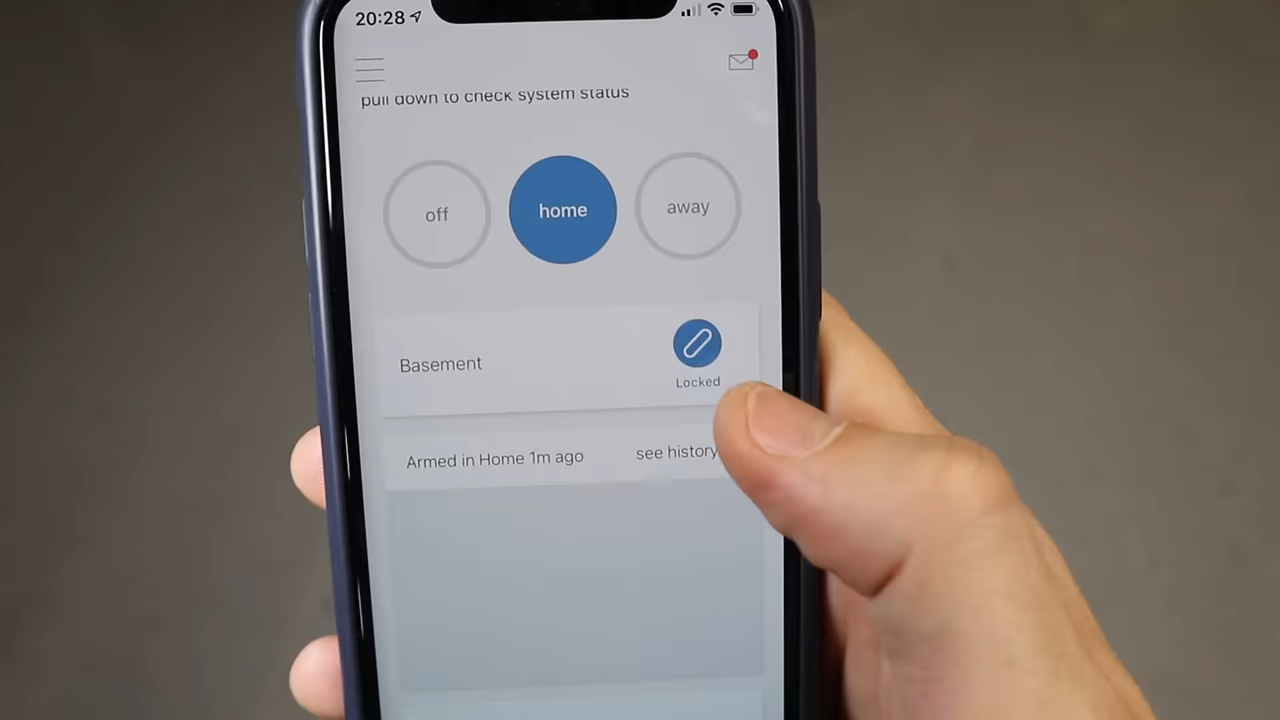 20:28
pull down to check system status
off
home
away
Basement
Locked
Armed in Home 1m ago
see history